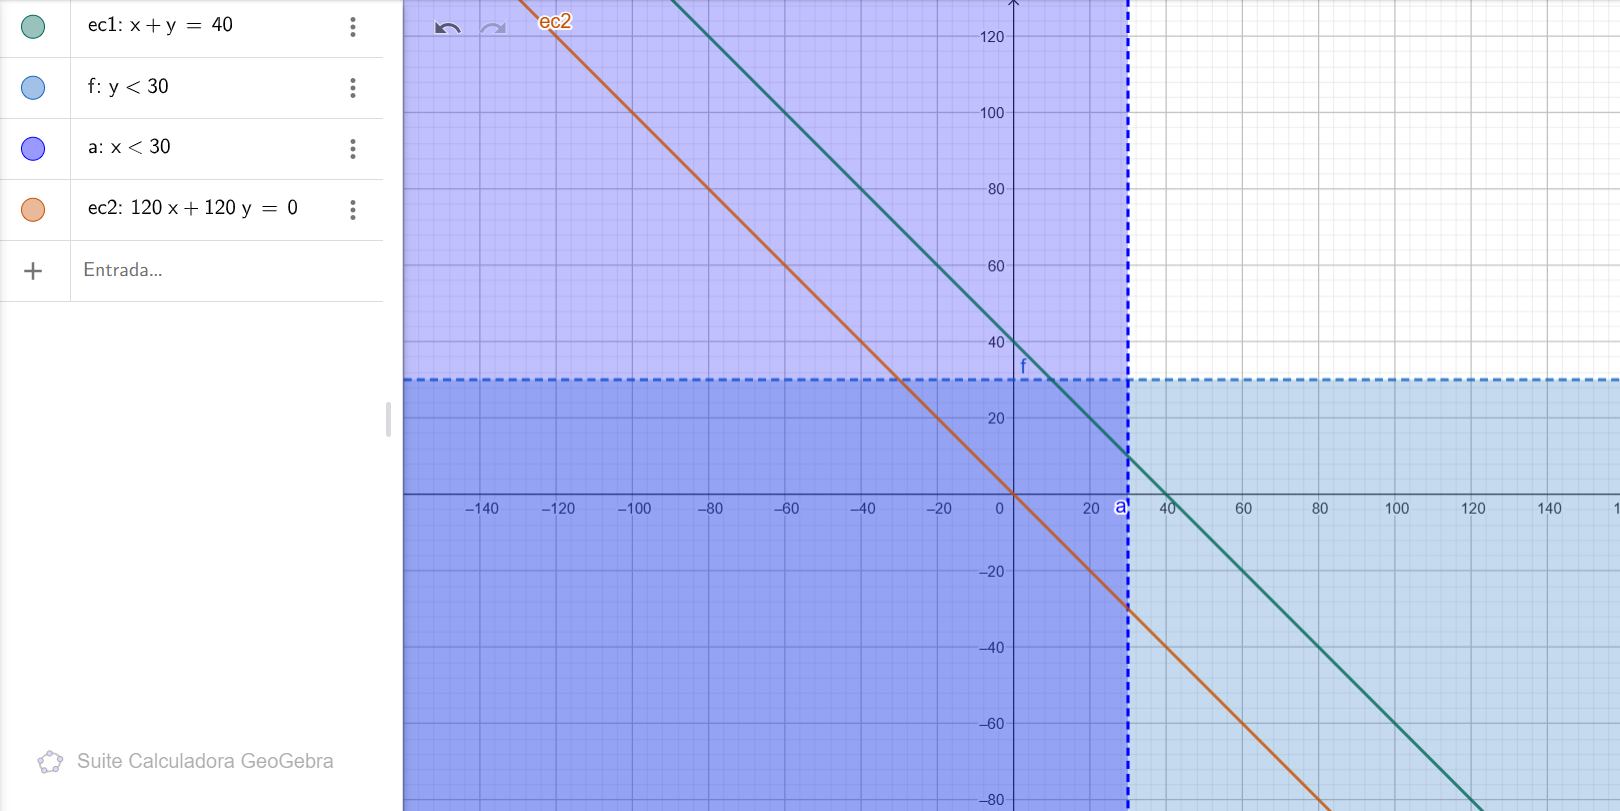 ec1: x + y = 40
f: y < 30
a: x < 30
ec2: 120 x + 120 y = 0
+ Entrada...
Suite Calculadora GeoGebra
ec2
120
100
80
60
40
f
20
–140 –120 –100 –80 –60 –40 –20 0 20 a 40 60 80 100 120 140 1
–20
–40
–60
–80